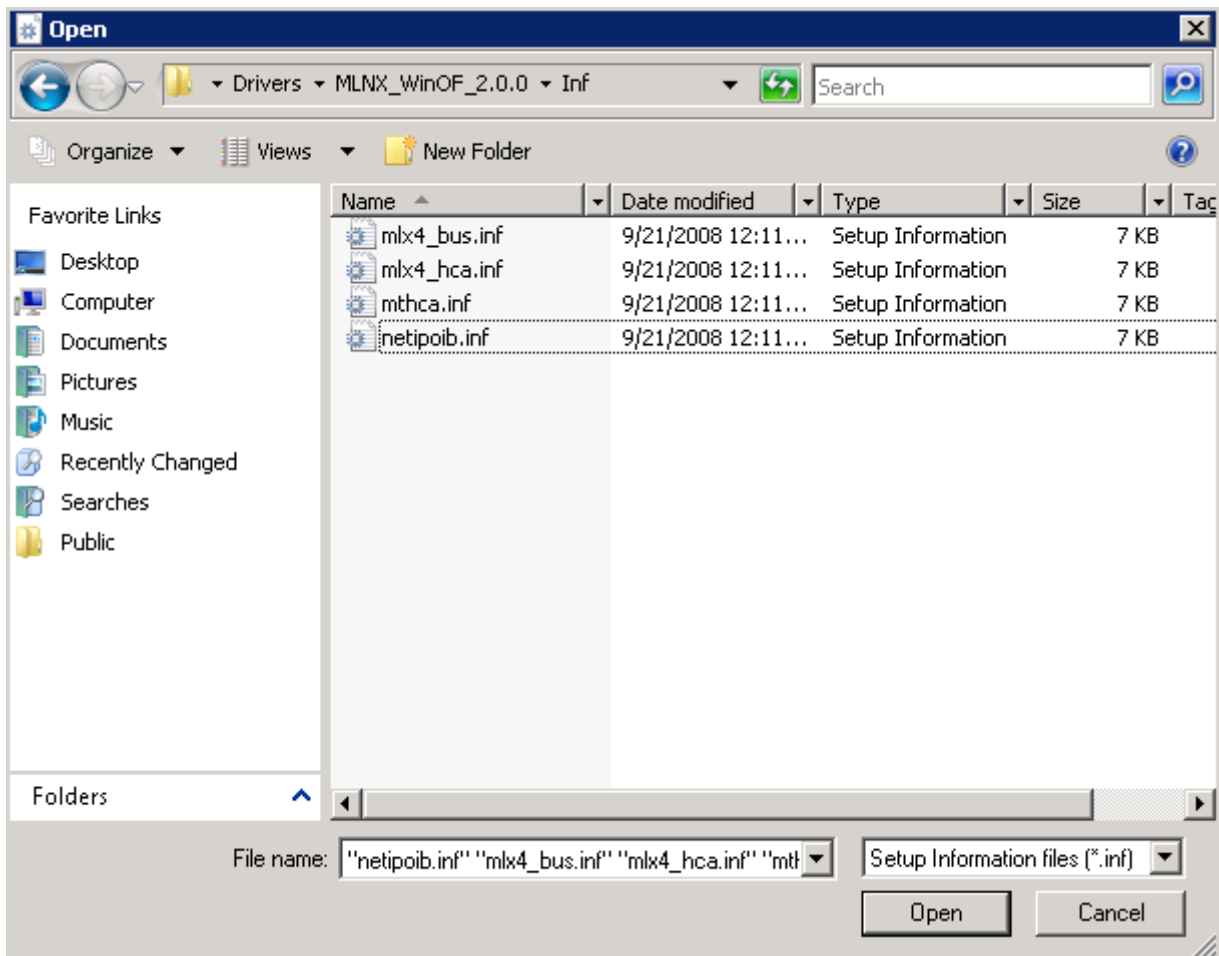 Open
Drivers MLNX_WinOF_2.0.0 Inf Search
Organize Views New Folder
Favorite Links
Desktop
Computer
Documents
Pictures
Music
Recently Changed
Searches
Public
Folders
Name Date modified Type Size Tag
mlx4_bus.inf 9/21/2008 12:11... Setup Information 7 KB
mlx4_hca.inf 9/21/2008 12:11... Setup Information 7 KB
mthca.inf 9/21/2008 12:11... Setup Information 7 KB
netipoib.inf 9/21/2008 12:11... Setup Information 7 KB
File name: "netipoib.inf" "mlx4_bus.inf" "mlx4_hca.inf" "mth Setup Information files (*.inf)
Open Cancel